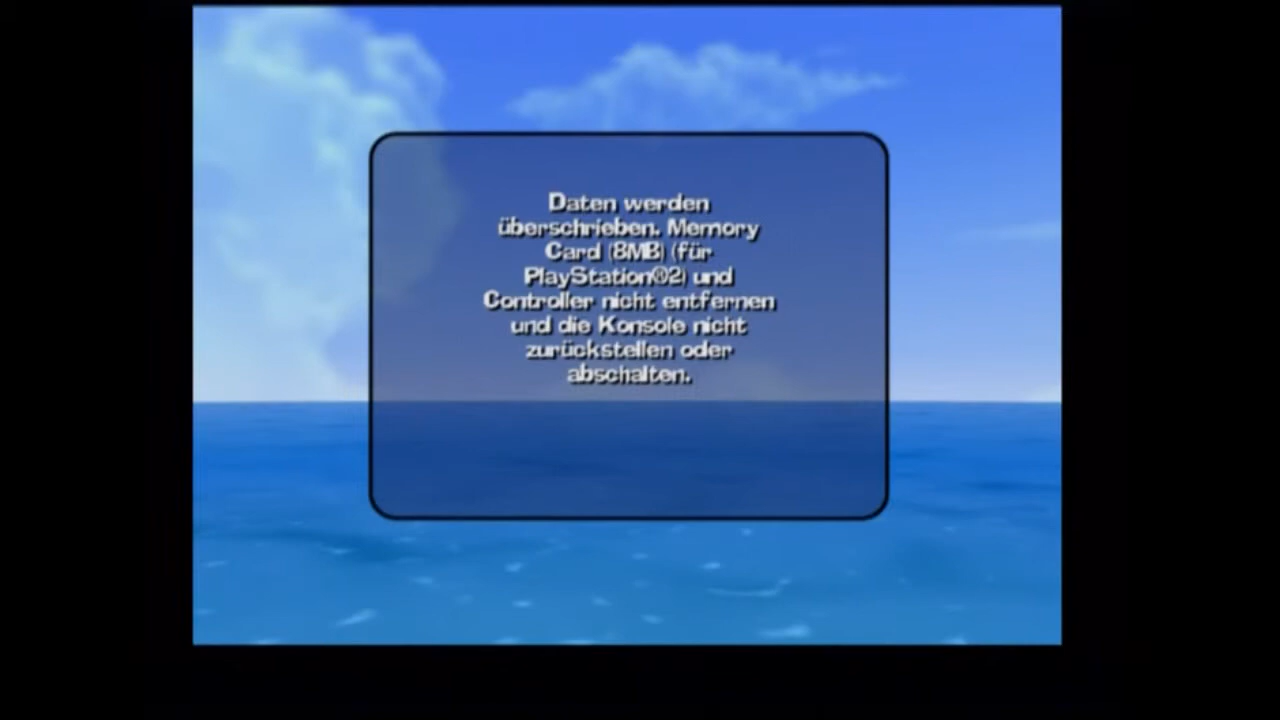 Daten werden
überschrieben. Memory
Card (8MB) (für
PlayStation®2) und
Controller nicht entfernen
und die Konsole nicht
zurückstellen oder
abschalten.